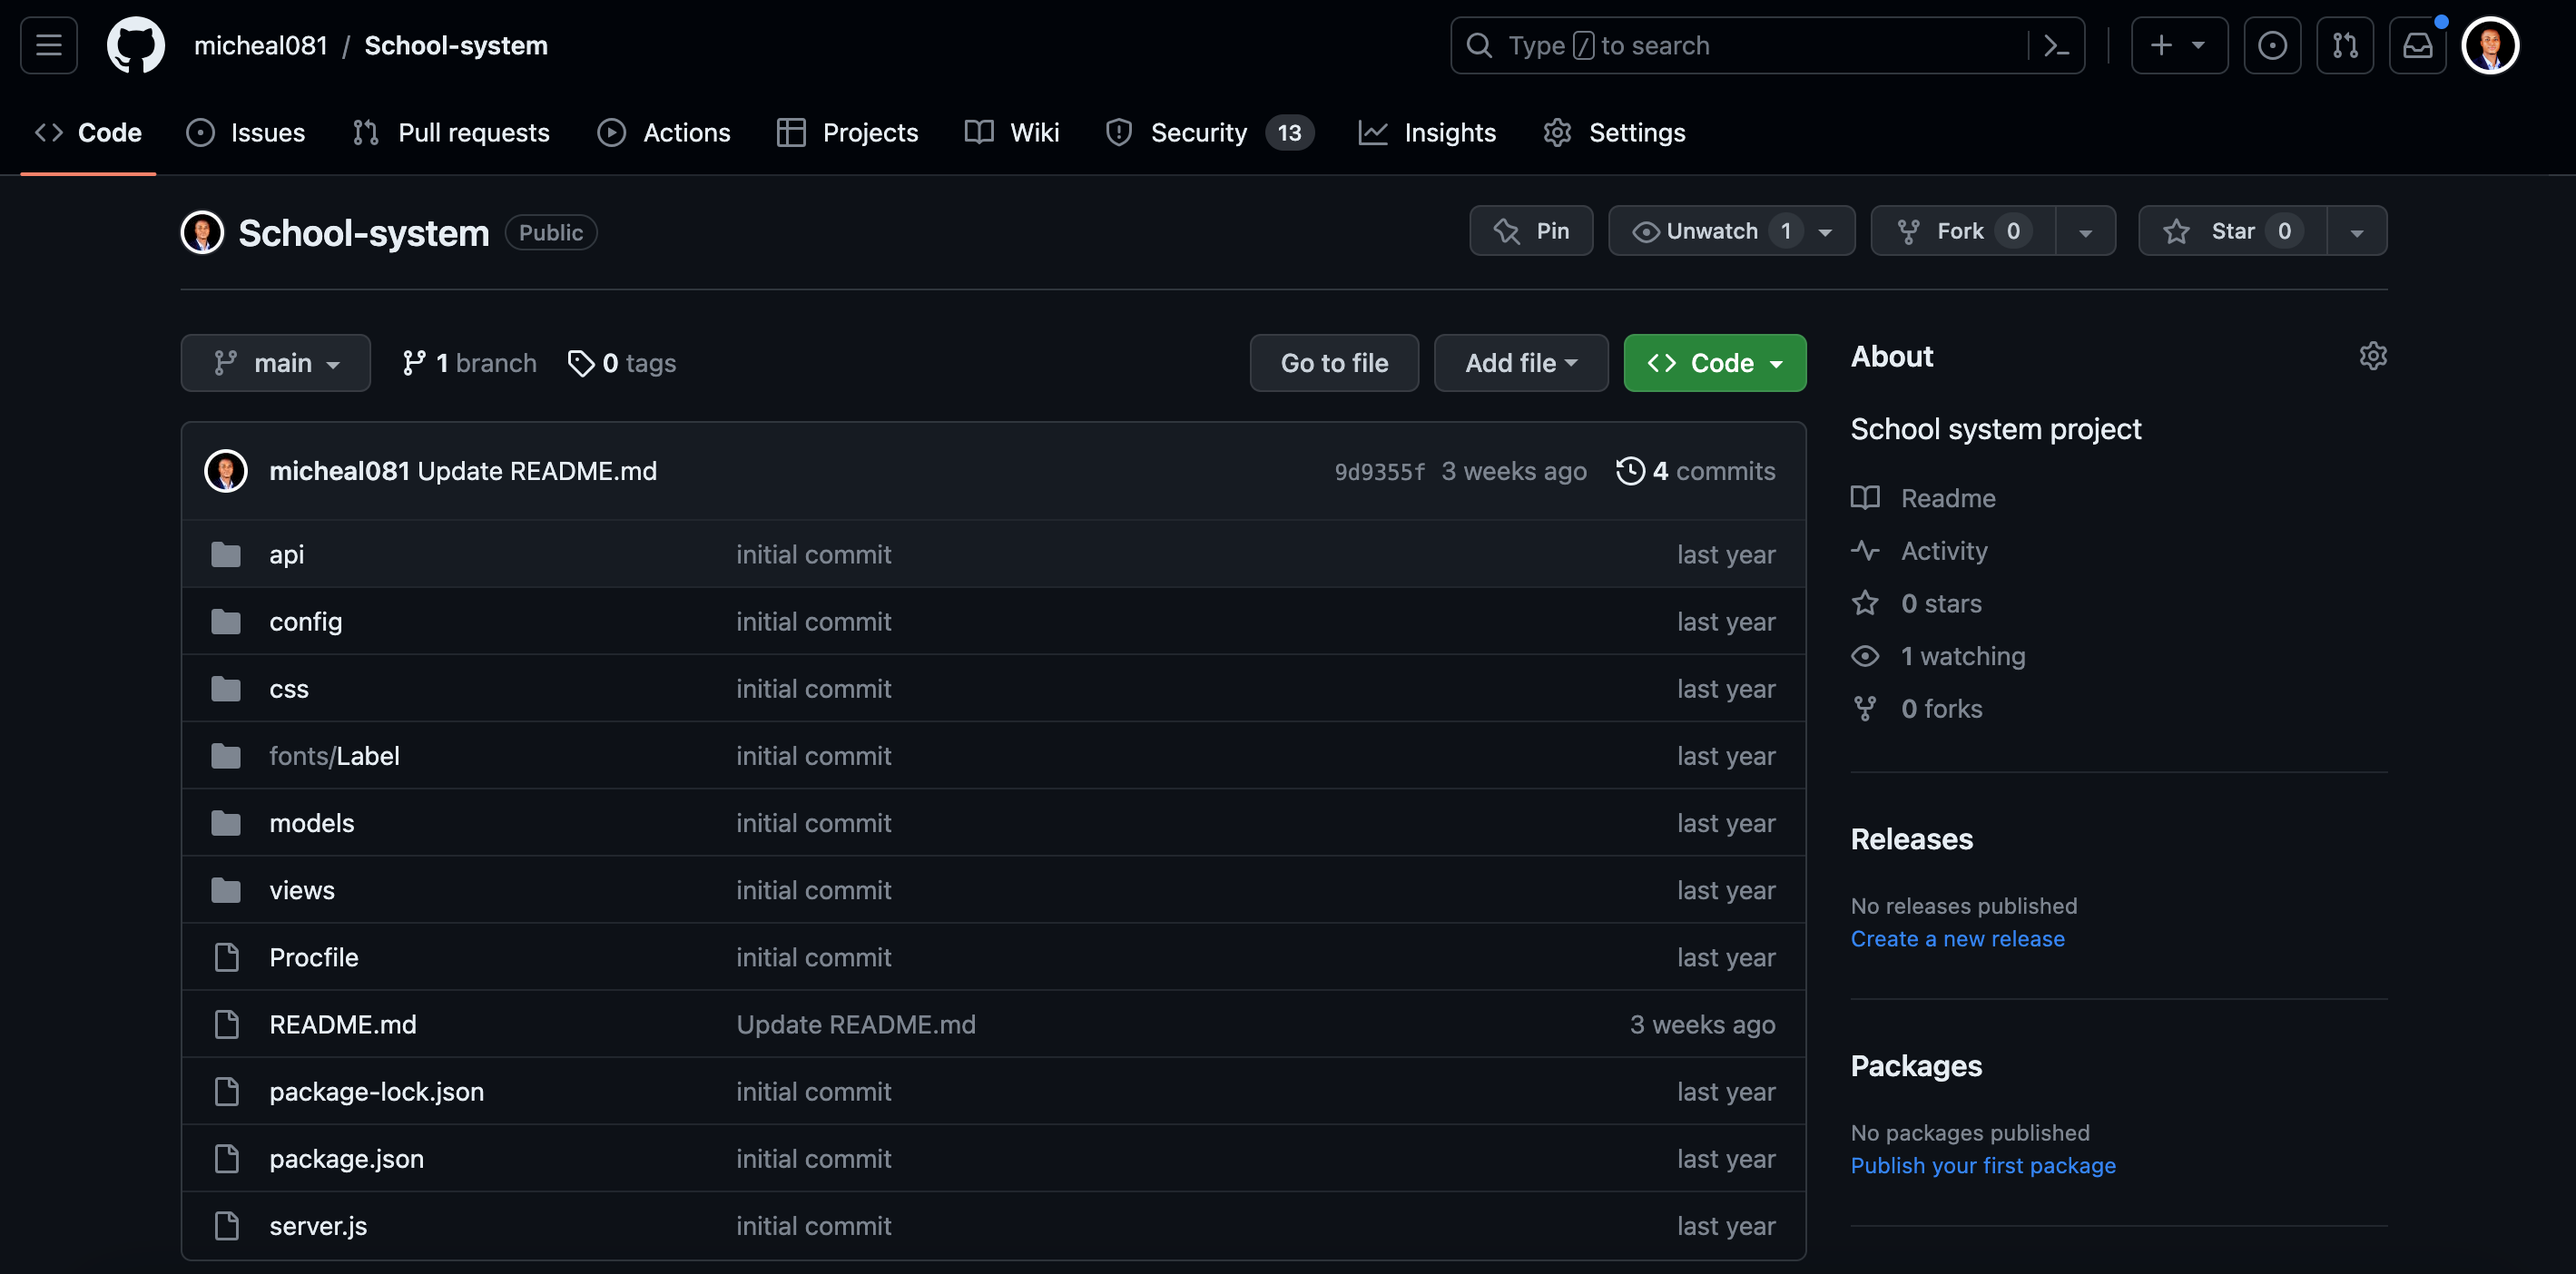 micheal081 / School-system
Type / to search
Code Issues Pull requests Actions Projects Wiki Security 13 Insights Settings
School-system Public
Pin Unwatch 1 Fork 0 Star 0
main 1 branch 0 tags Go to file Add file Code
micheal081 Update README.md 9d9355f 3 weeks ago 4 commits
api initial commit last year
config initial commit last year
css initial commit last year
fonts/Label initial commit last year
models initial commit last year
views initial commit last year
Procfile initial commit last year
README.md Update README.md 3 weeks ago
package-lock.json initial commit last year
package.json initial commit last year
server.js initial commit last year
About
School system project
Readme
Activity
0 stars
1 watching
0 forks
Releases
No releases published
Create a new release
Packages
No packages published
Publish your first package